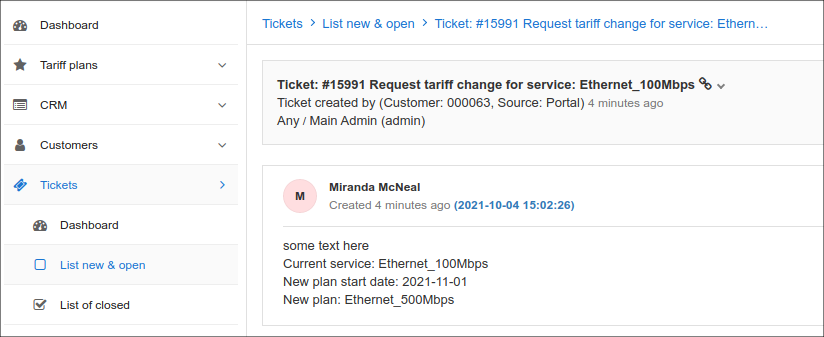 Dashboard
Tariff plans
CRM
Customers
Tickets
Dashboard
List new & open
List of closed
Tickets > List new & open > Ticket: #15991 Request tariff change for service: Ethern…
Ticket: #15991 Request tariff change for service: Ethernet_100Mbps
Ticket created by (Customer: 000063, Source: Portal) 4 minutes ago
Any / Main Admin (admin)
M
Miranda McNeal
Created 4 minutes ago (2021-10-04 15:02:26)
some text here
Current service: Ethernet_100Mbps
New plan start date: 2021-11-01
New plan: Ethernet_500Mbps